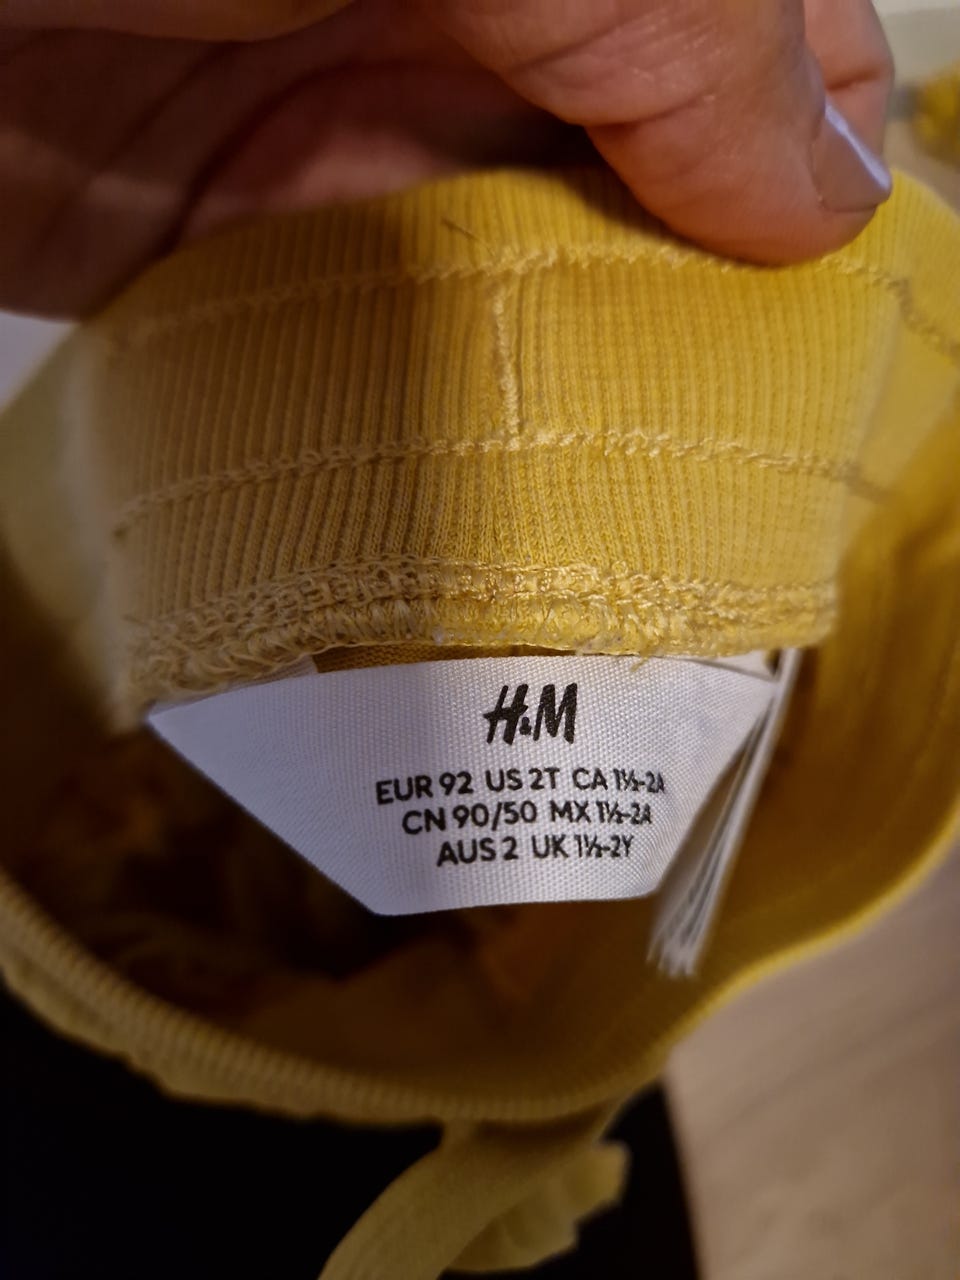 H&M
EUR 92 US 2T CA 1½-2A
CN 90/50 MX 1½-2A
AUS 2 UK 1½-2Y